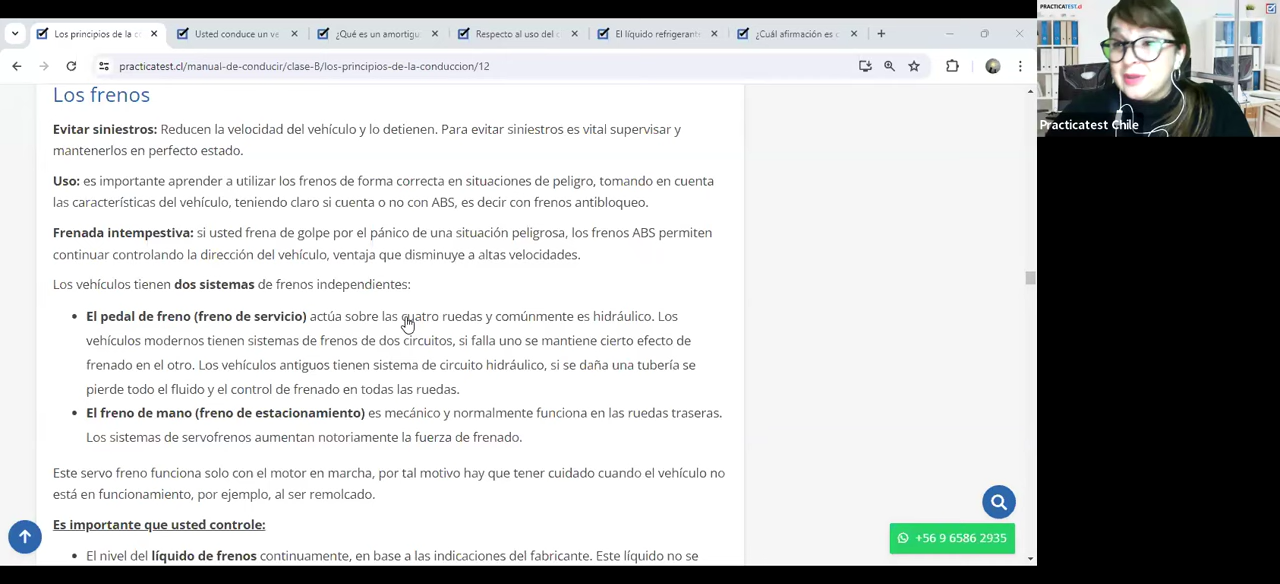 Los principios de la c
Usted conduce un ve
¿Qué es un amortigu
Respecto al uso del
El líquido refrigerant
¿Cuál afirmación es
practicatest.cl/manual-de-conducir/clase-B/los-principios-de-la-conduccion/12
PRACTICATEST.cl
Practicatest Chile
Los frenos
Evitar siniestros: Reducen la velocidad del vehículo y lo detienen. Para evitar siniestros es vital supervisar y
mantenerlos en perfecto estado.
Uso: es importante aprender a utilizar los frenos de forma correcta en situaciones de peligro, tomando en cuenta
las características del vehículo, teniendo claro si cuenta o no con ABS, es decir con frenos antibloqueo.
Frenada intempestiva: si usted frena de golpe por el pánico de una situación peligrosa, los frenos ABS permiten
continuar controlando la dirección del vehículo, ventaja que disminuye a altas velocidades.
Los vehículos tienen dos sistemas de frenos independientes:
• El pedal de freno (freno de servicio) actúa sobre las cuatro ruedas y comúnmente es hidráulico. Los
vehículos modernos tienen sistemas de frenos de dos circuitos, si falla uno se mantiene cierto efecto de
frenado en el otro. Los vehículos antiguos tienen sistema de circuito hidráulico, si se daña una tubería se
pierde todo el fluido y el control de frenado en todas las ruedas.
• El freno de mano (freno de estacionamiento) es mecánico y normalmente funciona en las ruedas traseras.
Los sistemas de servofrenos aumentan notoriamente la fuerza de frenado.
Este servo freno funciona solo con el motor en marcha, por tal motivo hay que tener cuidado cuando el vehículo no
está en funcionamiento, por ejemplo, al ser remolcado.
Es importante que usted controle:
• El nivel del líquido de frenos continuamente, en base a las indicaciones del fabricante. Este líquido no se
+56 9 6586 2935